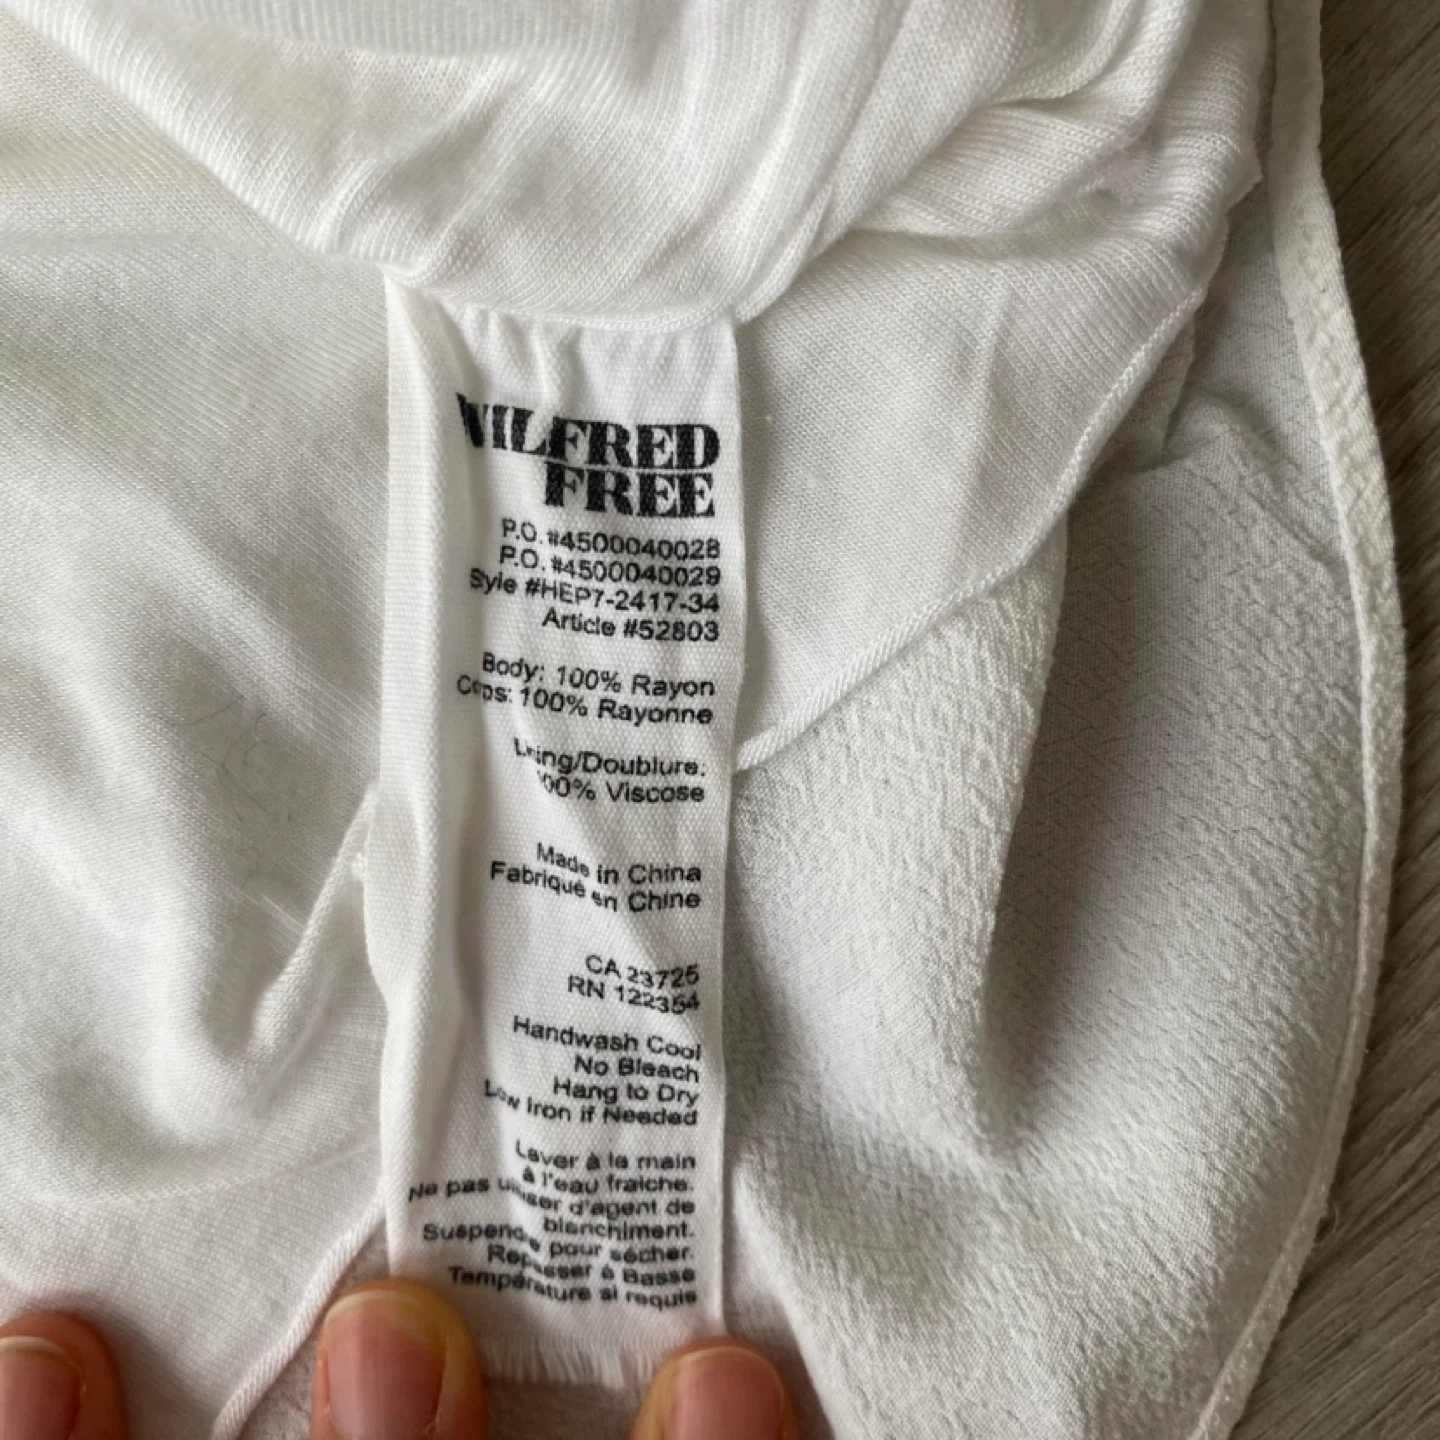 WILFRED
FREE
P.O. #4500040028
P.O. #4500040029
Style #HEP7-2417-34
Article #52803
Body: 100% Rayon
Corps: 100% Rayonne
Lining/Doublure:
100% Viscose
Made in China
Fabriqué en Chine
CA 23725
RN 122354
Handwash Cool
No Bleach
Hang to Dry
Low Iron if Needed
Laver à la main
à l'eau fraiche.
Ne pas utiliser d'agent de
blanchiment.
Suspendre pour sécher.
Repasser à Basse
Température si requis